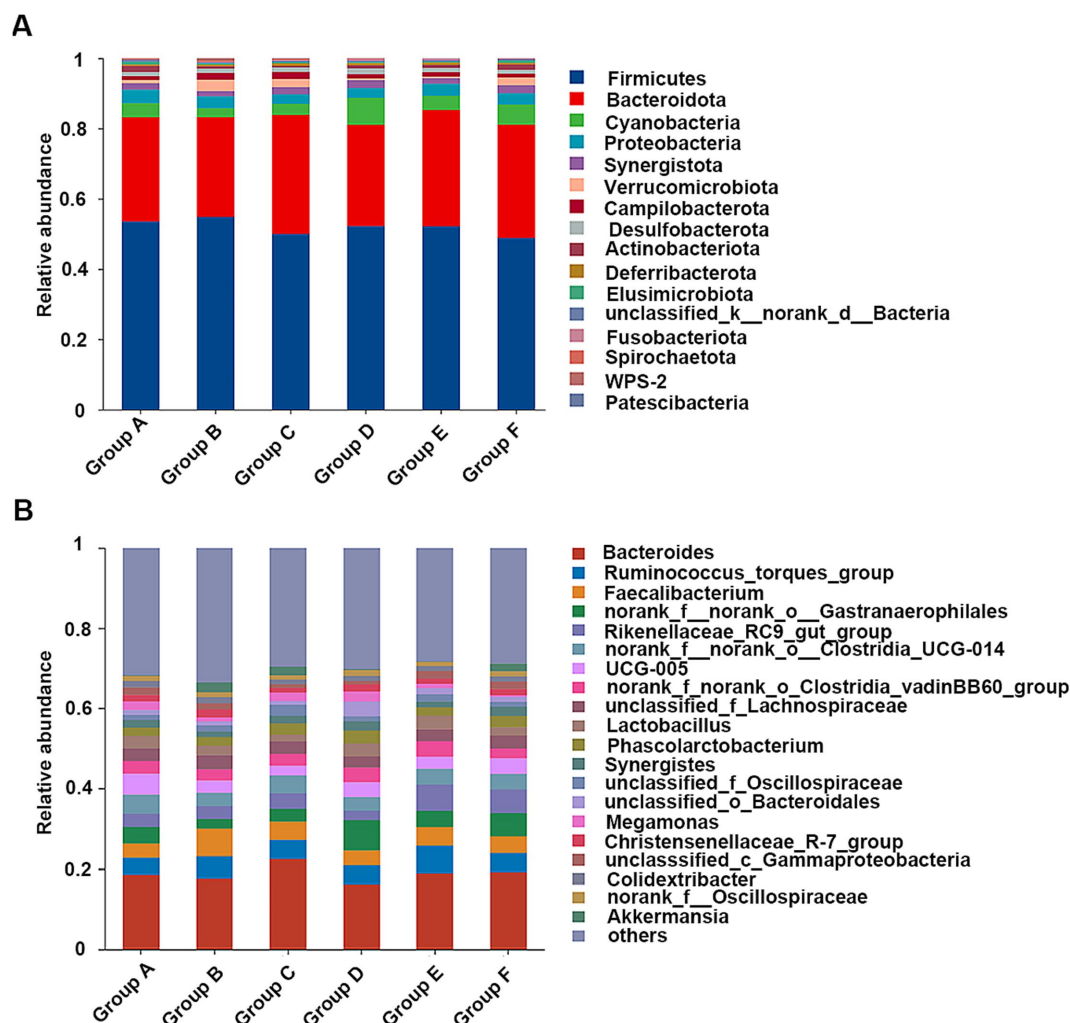 A
1
0.8
0.6
0.4
0.2
0
Relative abundance
Group A
Group B
Group C
Group D
Group E
Group F
Firmicutes
Bacteroidota
Cyanobacteria
Proteobacteria
Synergistota
Verrucomicrobiota
Campilobacterota
Desulfobacterota
Actinobacteriota
Deferribacterota
Elusimicrobiota
unclassified_k__norank_d__Bacteria
Fusobacteriota
Spirochaetota
WPS-2
Patescibacteria
B
1
0.8
0.6
0.4
0.2
0
Relative abundance
Group A
Group B
Group C
Group D
Group E
Group F
Bacteroides
Ruminococcus_torques_group
Faecalibacterium
norank_f__norank_o__Gastranaerophilales
Rikenellaceae_RC9_gut_group
norank_f__norank_o__Clostridia_UCG-014
UCG-005
norank_f_norank_o_Clostridia_vadinBB60_group
unclassified_f_Lachnospiraceae
Lactobacillus
Phascolarctobacterium
Synergistes
unclassified_f_Oscillospiraceae
unclassified_o_Bacteroidales
Megamonas
Christensenellaceae_R-7_group
unclasssified_c_Gammaproteobacteria
Colidextribacter
norank_f__Oscillospiraceae
Akkermansia
others